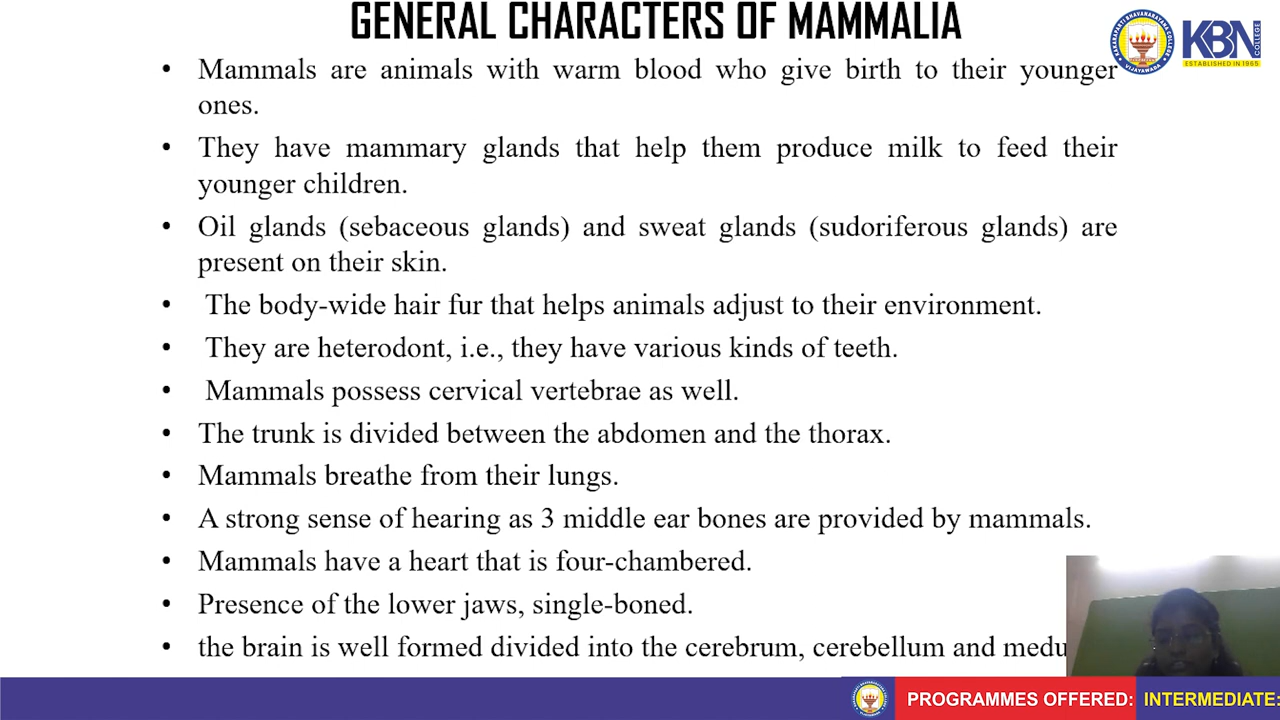 GENERAL CHARACTERS OF MAMMALIA
KBN
COLLEGE
ESTABLISHED IN 1965
• Mammals are animals with warm blood who give birth to their younger
ones.
• They have mammary glands that help them produce milk to feed their
younger children.
• Oil glands (sebaceous glands) and sweat glands (sudoriferous glands) are
present on their skin.
• The body-wide hair fur that helps animals adjust to their environment.
• They are heterodont, i.e., they have various kinds of teeth.
• Mammals possess cervical vertebrae as well.
• The trunk is divided between the abdomen and the thorax.
• Mammals breathe from their lungs.
• A strong sense of hearing as 3 middle ear bones are provided by mammals.
• Mammals have a heart that is four-chambered.
• Presence of the lower jaws, single-boned.
• the brain is well formed divided into the cerebrum, cerebellum and medu
PROGRAMMES OFFERED: INTERMEDIATE: